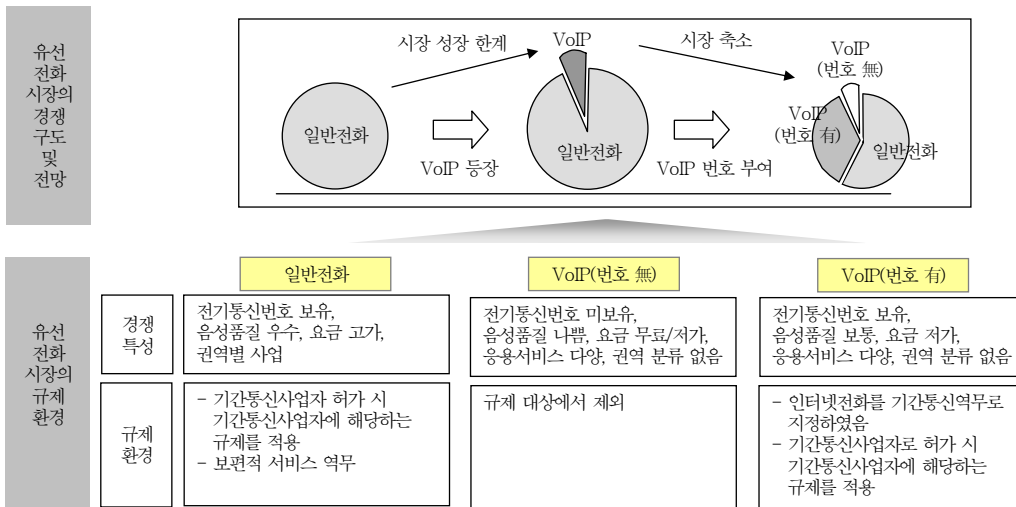 유선
전화
시장의
경쟁
구도
및
전망
시장 성장 한계
VoIP
시장 축소
VoIP
(번호 無)
VoIP
(번호 有)
일반전화
일반전화
일반전화
VoIP 등장
VoIP 번호 부여
유선
전화
시장의
규제
환경
일반전화
VoIP(번호 無)
VoIP(번호 有)
경쟁
특성
전기통신번호 보유,
음성품질 우수, 요금 고가,
권역별 사업
전기통신번호 미보유,
음성품질 나쁨, 요금 무료/저가,
응용서비스 다양, 권역 분류 없음
전기통신번호 보유,
음성품질 보통, 요금 저가,
응용서비스 다양, 권역 분류 없음
규제
환경
- 기간통신사업자 허가 시
기간통신사업자에 해당하는
규제를 적용
- 보편적 서비스 역무
규제 대상에서 제외
- 인터넷전화를 기간통신역무로
지정하였음
- 기간통신사업자로 허가 시
기간통신사업자에 해당하는
규제를 적용